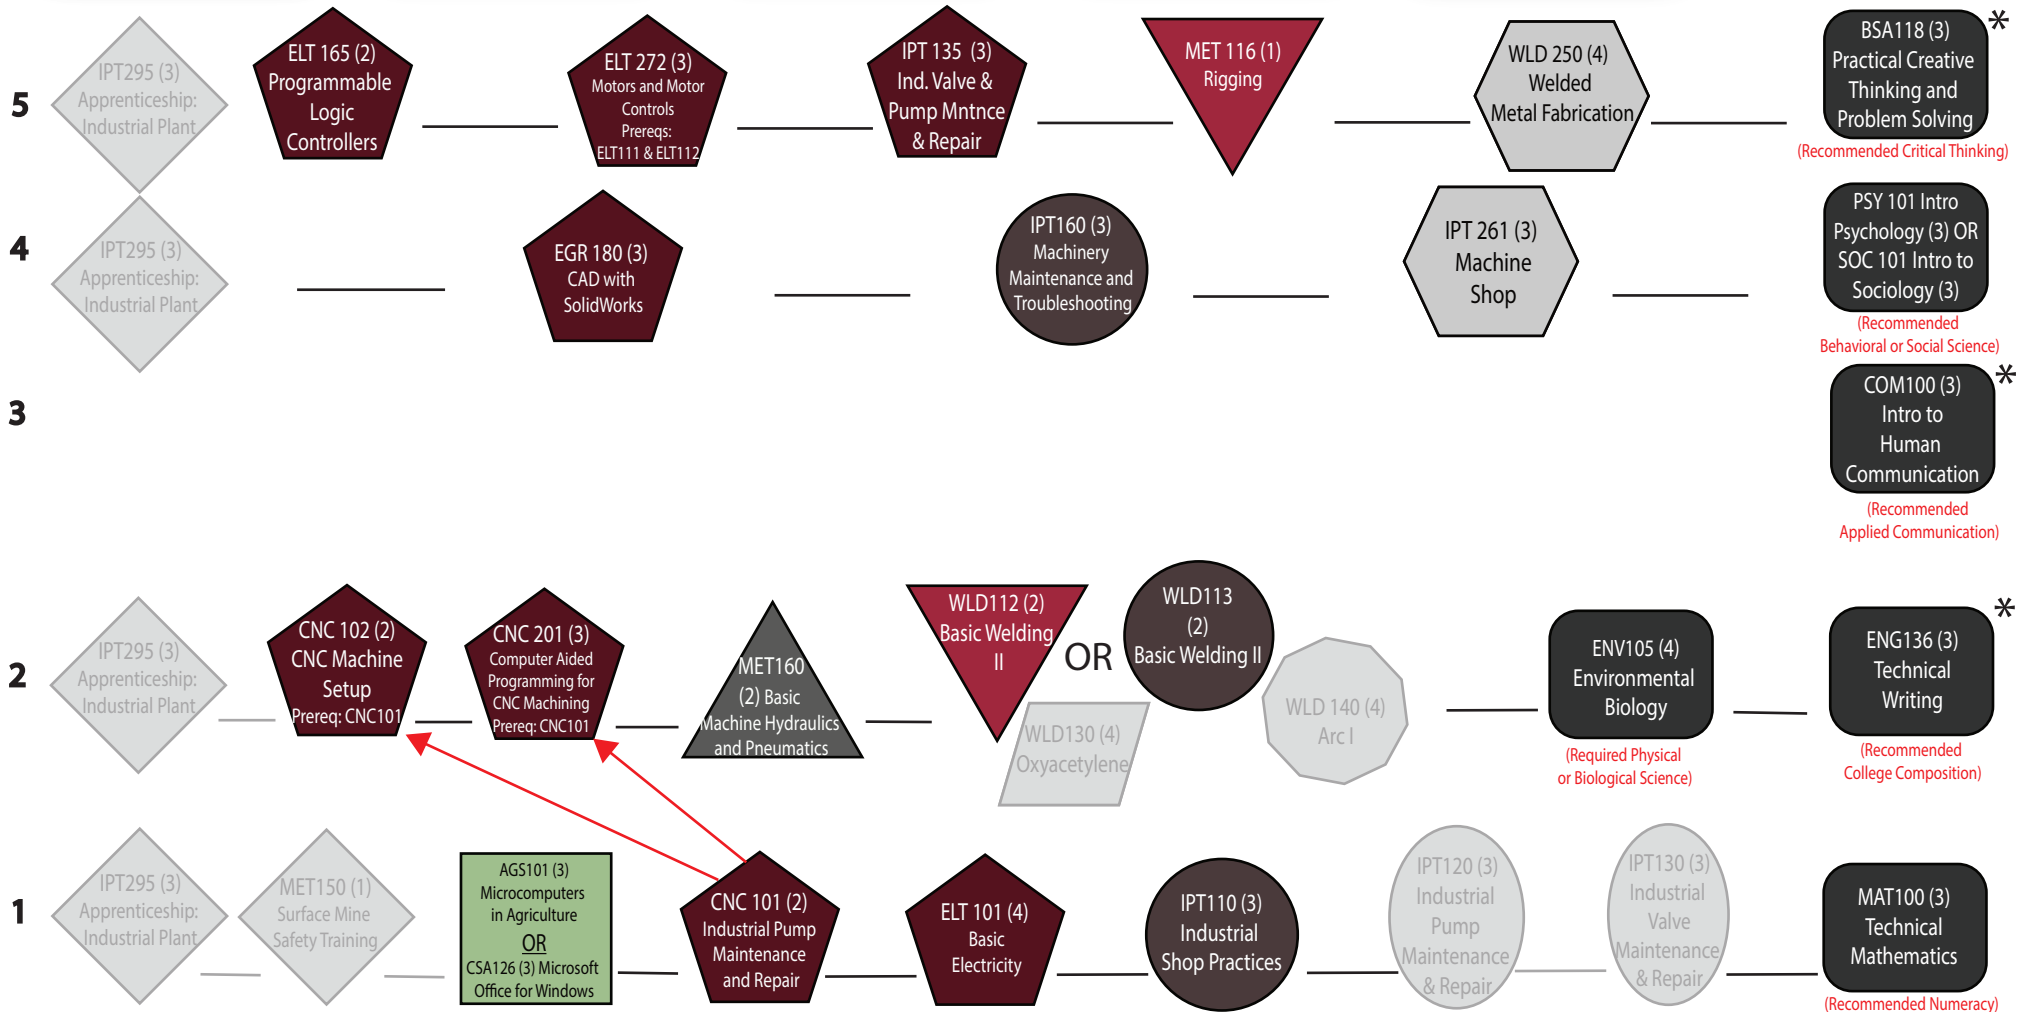 5
IPT295 (3)
Apprenticeship:
Industrial Plant
ELT 165 (2)
Programmable
Logic
Controllers
ELT 272 (3)
Motors and Motor
Controls
Prereqs:
ELT111 & ELT112
IPT 135 (3)
Ind. Valve &
Pump Mntnce
& Repair
MET 116 (1)
Rigging
WLD 250 (4)
Welded
Metal Fabrication
BSA118 (3)
Practical Creative
Thinking and
Problem Solving
*
(Recommended Critical Thinking)
4
IPT295 (3)
Apprenticeship:
Industrial Plant
EGR 180 (3)
CAD with
SolidWorks
IPT160 (3)
Machinery
Maintenance and
Troubleshooting
IPT 261 (3)
Machine
Shop
PSY 101 Intro
Psychology (3) OR
SOC 101 Intro to
Sociology (3)
(Recommended
Behavioral or Social Science)
3
COM100 (3)
Intro to
Human
Communication
*
(Recommended
Applied Communication)
2
IPT295 (3)
Apprenticeship:
Industrial Plant
CNC 102 (2)
CNC Machine
Setup
Prereq: CNC101
CNC 201 (3)
Computer Aided
Programming for
CNC Machining
Prereq: CNC101
MET160
(2) Basic
Machine Hydraulics
and Pneumatics
WLD112 (2)
Basic Welding
II
OR
WLD113
(2)
Basic Welding II
WLD130 (4)
Oxyacetylene
WLD 140 (4)
Arc I
ENV105 (4)
Environmental
Biology
(Required Physical
or Biological Science)
ENG136 (3)
Technical
Writing
*
(Recommended
College Composition)
1
IPT295 (3)
Apprenticeship:
Industrial Plant
MET150 (1)
Surface Mine
Safety Training
AGS101 (3)
Microcomputers
in Agriculture
OR
CSA126 (3) Microsoft
Office for Windows
CNC 101 (2)
Industrial Pump
Maintenance
and Repair
ELT 101 (4)
Basic
Electricity
IPT110 (3)
Industrial
Shop Practices
IPT120 (3)
Industrial
Pump
Maintenance
& Repair
IPT130 (3)
Industrial
Valve
Maintenance
& Repair
MAT100 (3)
Technical
Mathematics
(Recommended Numeracy)